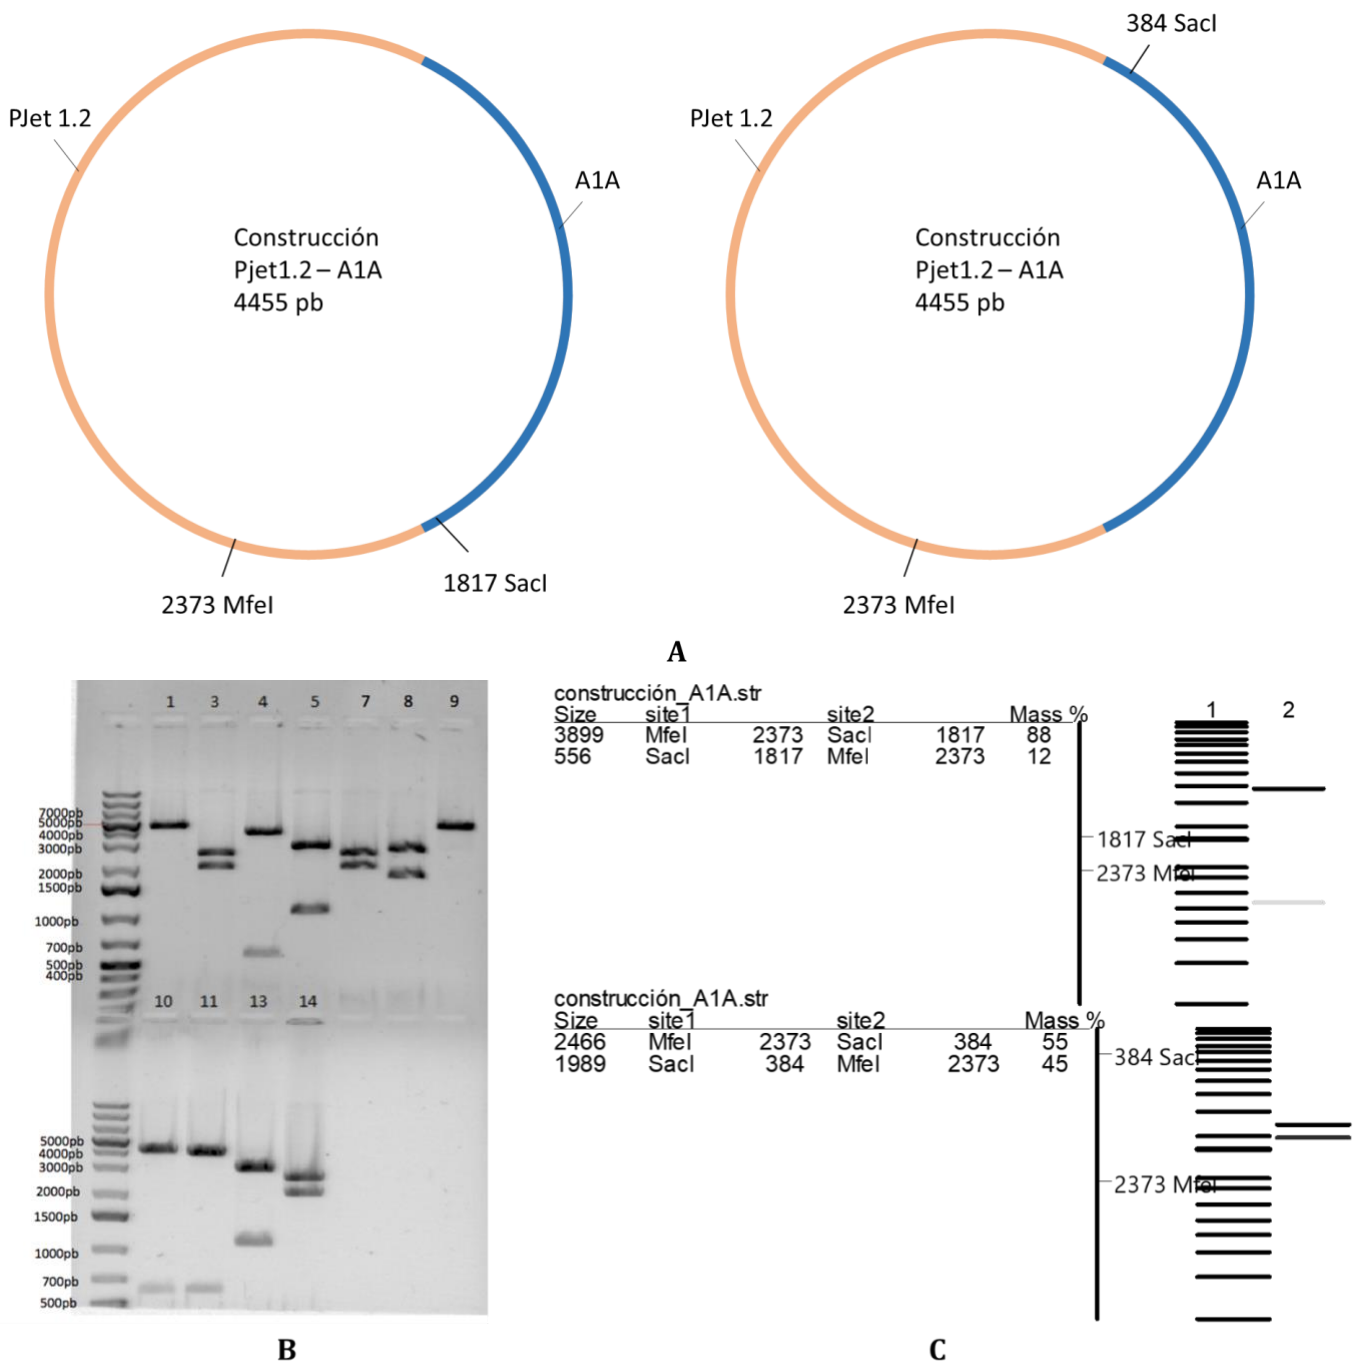 384 SacI
PJet 1.2
PJet 1.2
A1A
A1A
Construcción
Pjet1.2 – A1A
4455 pb
Construcción
Pjet1.2 – A1A
4455 pb
1817 SacI
2373 MfeI
2373 MfeI
A
1 3 4 5 7 8 9
7000pb
5000pb
4000pb
3000pb
2000pb
1500pb
1000pb
700pb
500pb
400pb
10 11 13 14
5000pb
4000pb
3000pb
2000pb
1500pb
1000pb
700pb
500pb
B
construcción_A1A.str
Size site1 site2 Mass %
3899 MfeI 2373 SacI 1817 88
556 SacI 1817 MfeI 2373 12
1 2
1817 SacI
2373 MfeI
construcción_A1A.str
Size site1 site2 Mass %
2466 MfeI 2373 SacI 384 55
1989 SacI 384 MfeI 2373 45
384 SacI
2373 MfeI
C